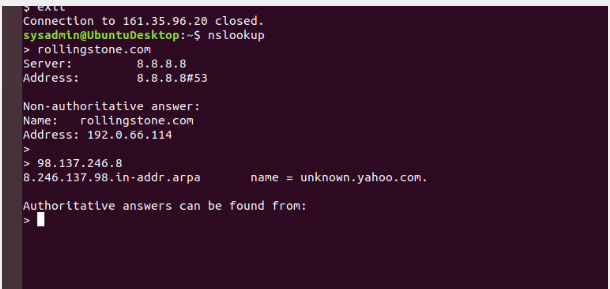 $ exit
Connection to 161.35.96.20 closed.
sysadmin@UbuntuDesktop:~$ nslookup
> rollingstone.com
Server:         8.8.8.8
Address:        8.8.8.8#53

Non-authoritative answer:
Name:   rollingstone.com
Address: 192.0.66.114
>
> 98.137.246.8
8.246.137.98.in-addr.arpa       name = unknown.yahoo.com.

Authoritative answers can be found from:
>